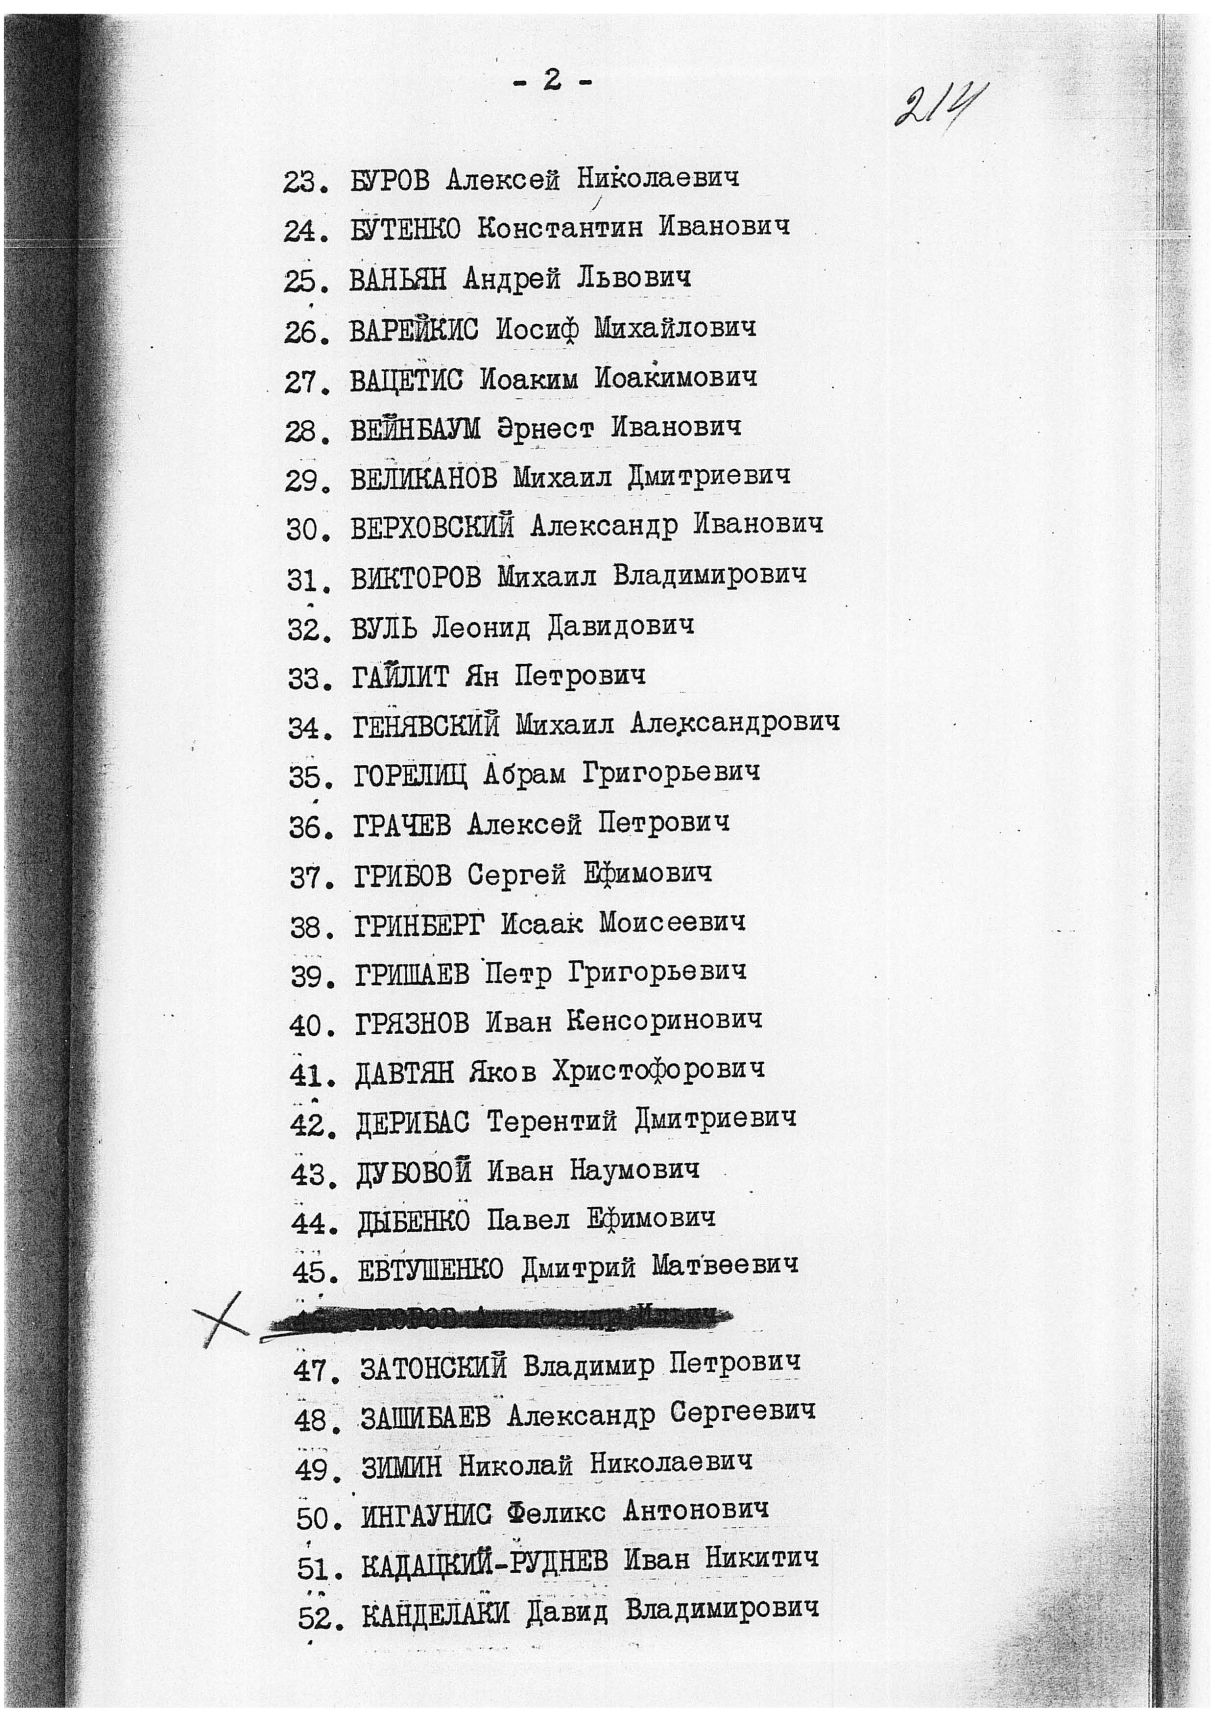 - 2 -
214
23. БУРОВ Алексей Николаевич
24. БУТЕНКО Константин Иванович
25. ВАНЬЯН Андрей Львович
26. ВАРЕЙКИС Иосиф Михайлович
27. ВАЦЕТИС Иоаким Иоакимович
28. ВЕЙНБАУМ Эрнест Иванович
29. ВЕЛИКАНОВ Михаил Дмитриевич
30. ВЕРХОВСКИЙ Александр Иванович
31. ВИКТОРОВ Михаил Владимирович
32. ВУЛЬ Леонид Давидович
33. ГАЙЛИТ Ян Петрович
34. ГЕНЯВСКИЙ Михаил Александрович
35. ГОРЕЛИЦ Абрам Григорьевич
36. ГРАЧЕВ Алексей Петрович
37. ГРИБОВ Сергей Ефимович
38. ГРИНБЕРГ Исаак Моисеевич
39. ГРИШАЕВ Петр Григорьевич
40. ГРЯЗНОВ Иван Кенсоринович
41. ДАВТЯН Яков Христофорович
42. ДЕРИБАС Терентий Дмитриевич
43. ДУБОВОЙ Иван Наумович
44. ДЫБЕНКО Павел Ефимович
45. ЕВТУШЕНКО Дмитрий Матвеевич
46. ЕГОРОВ Александр Ильич
47. ЗАТОНСКИЙ Владимир Петрович
48. ЗАШИБАЕВ Александр Сергеевич
49. ЗИМИН Николай Николаевич
50. ИНГАУНИС Феликс Антонович
51. КАДАЦКИЙ-РУДНЕВ Иван Никитич
52. КАНДЕЛАКИ Давид Владимирович